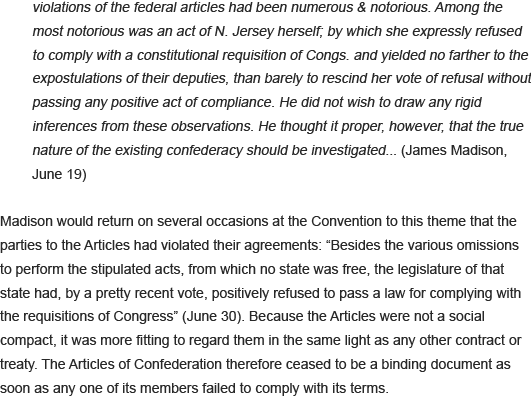 violations of the federal articles had been numerous & notorious. Among the
most notorious was an act of N. Jersey herself; by which she expressly refused
to comply with a constitutional requisition of Congs. and yielded no farther to the
expostulations of their deputies, than barely to rescind her vote of refusal without
passing any positive act of compliance. He did not wish to draw any rigid
inferences from these observations. He thought it proper, however, that the true
nature of the existing confederacy should be investigated... (James Madison,
June 19)
Madison would return on several occasions at the Convention to this theme that the
parties to the Articles had violated their agreements: “Besides the various omissions
to perform the stipulated acts, from which no state was free, the legislature of that
state had, by a pretty recent vote, positively refused to pass a law for complying with
the requisitions of Congress” (June 30). Because the Articles were not a social
compact, it was more fitting to regard them in the same light as any other contract or
treaty. The Articles of Confederation therefore ceased to be a binding document as
soon as any one of its members failed to comply with its terms.